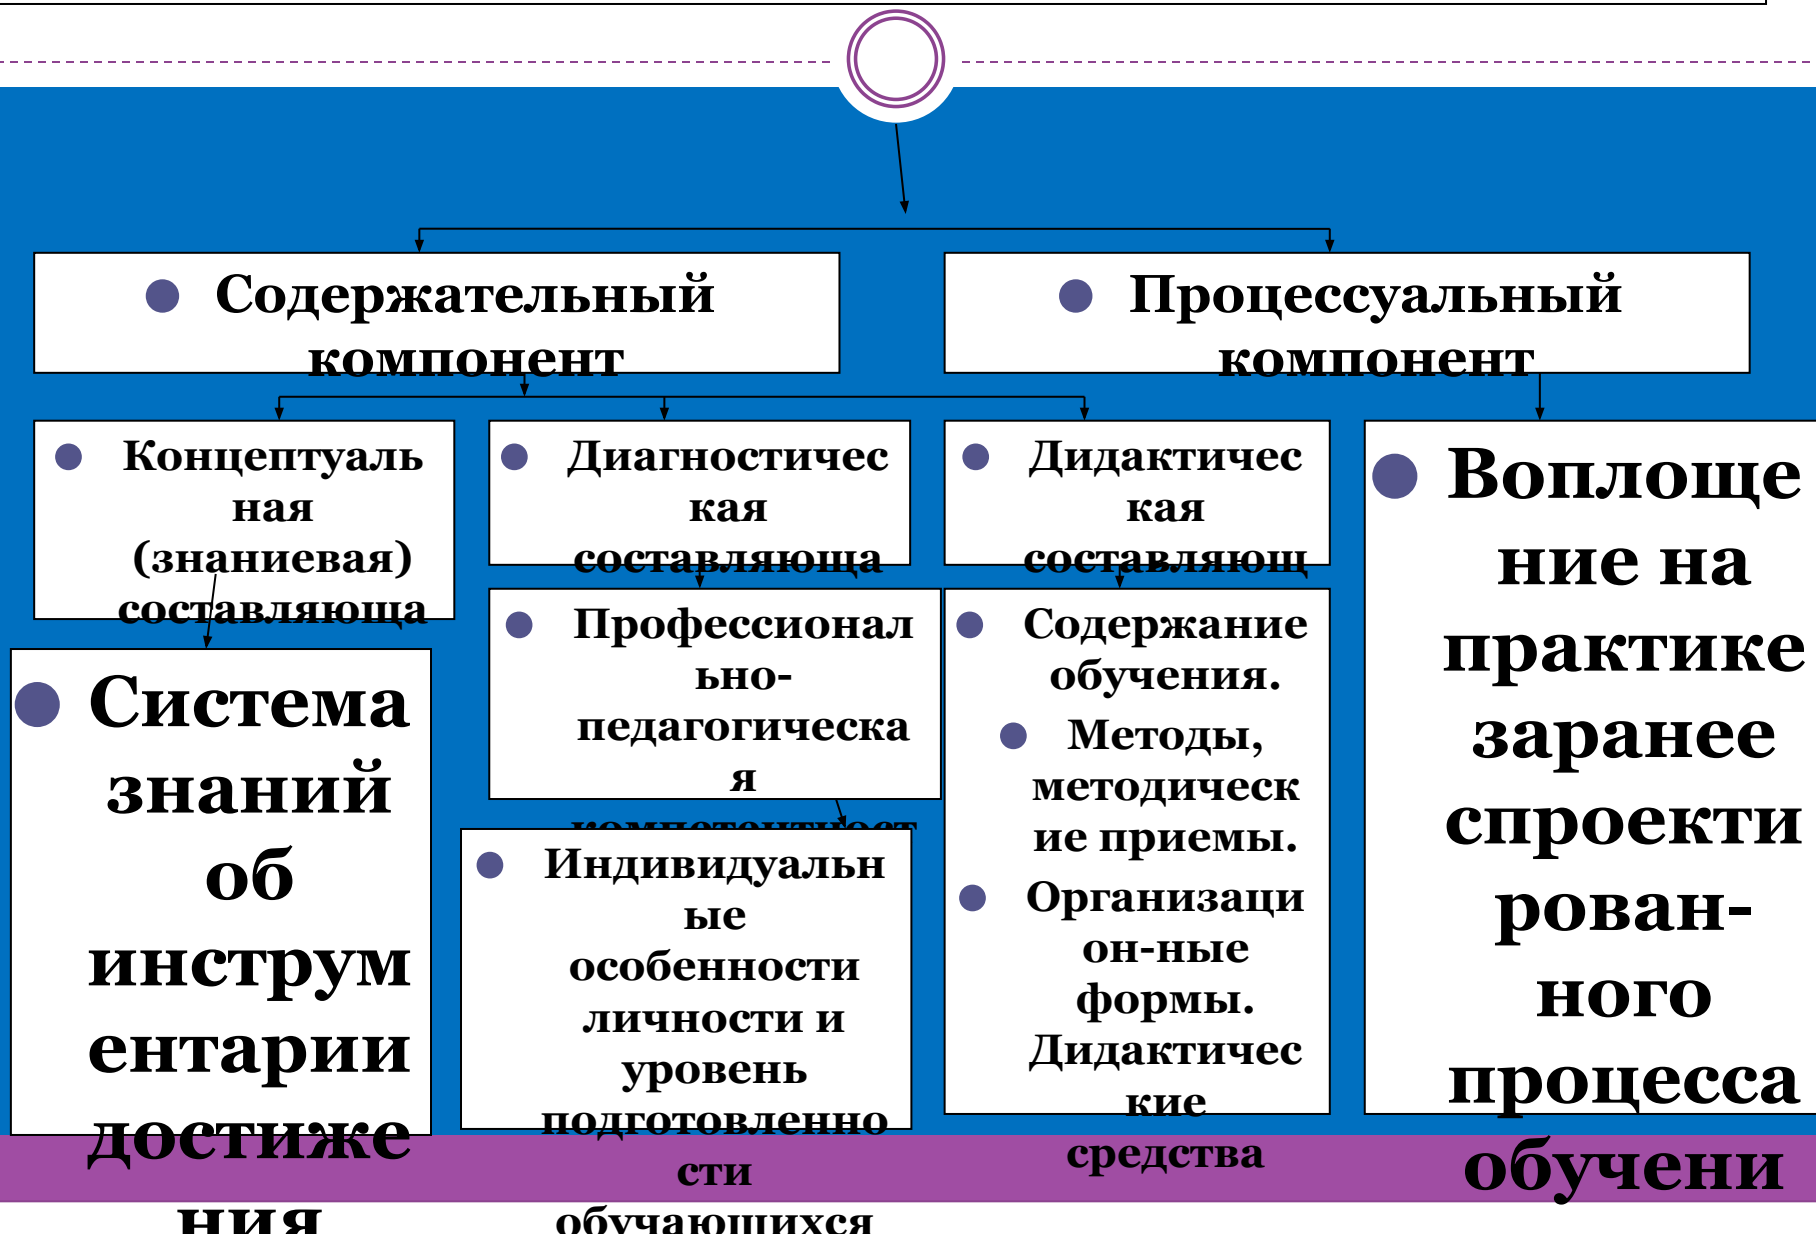 Содержательный
компонент
Процессуальный
компонент
Концептуаль
ная
(знаниевая)
составляюща
Диагностичес
кая
составляюща
Дидактичес
кая
составляющ
Воплоще
ние на
практике
заранее
спроекти
рован-
ного
процесса
обучени
Система
знаний
об
инструм
ентарии
достиже
ния
Профессионал
ьно-
педагогическа
я
компетентност
Индивидуальн
ые
особенности
личности и
уровень
подготовленно
сти
обучающихся
Содержание
обучения.
Методы,
методическ
ие приемы.
Организаци
он-ные
формы.
Дидактичес
кие
средства